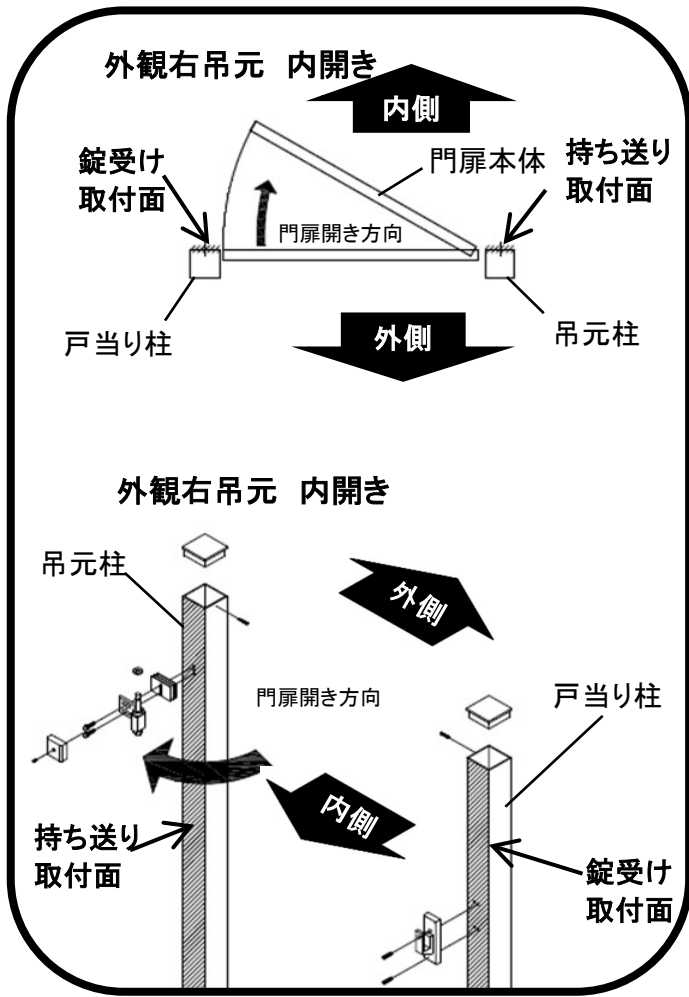 外観右吊元 内開き
内側
錠受け
取付面
門扉本体
持ち送り
取付面
門扉開き方向
戸当り柱
外側
吊元柱
外観右吊元 内開き
吊元柱
外側
門扉開き方向
戸当り柱
内側
持ち送り
取付面
錠受け
取付面